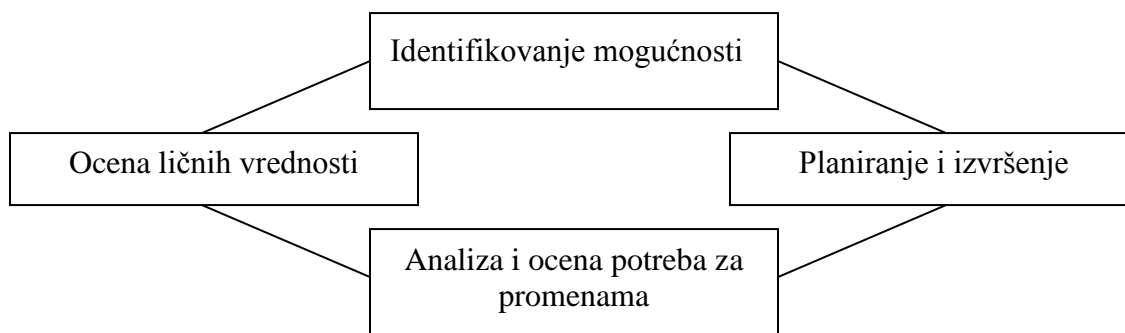 Identifikovanje mogućnosti
Ocena ličnih vrednosti
Planiranje i izvršenje
Analiza i ocena potreba za
promenama